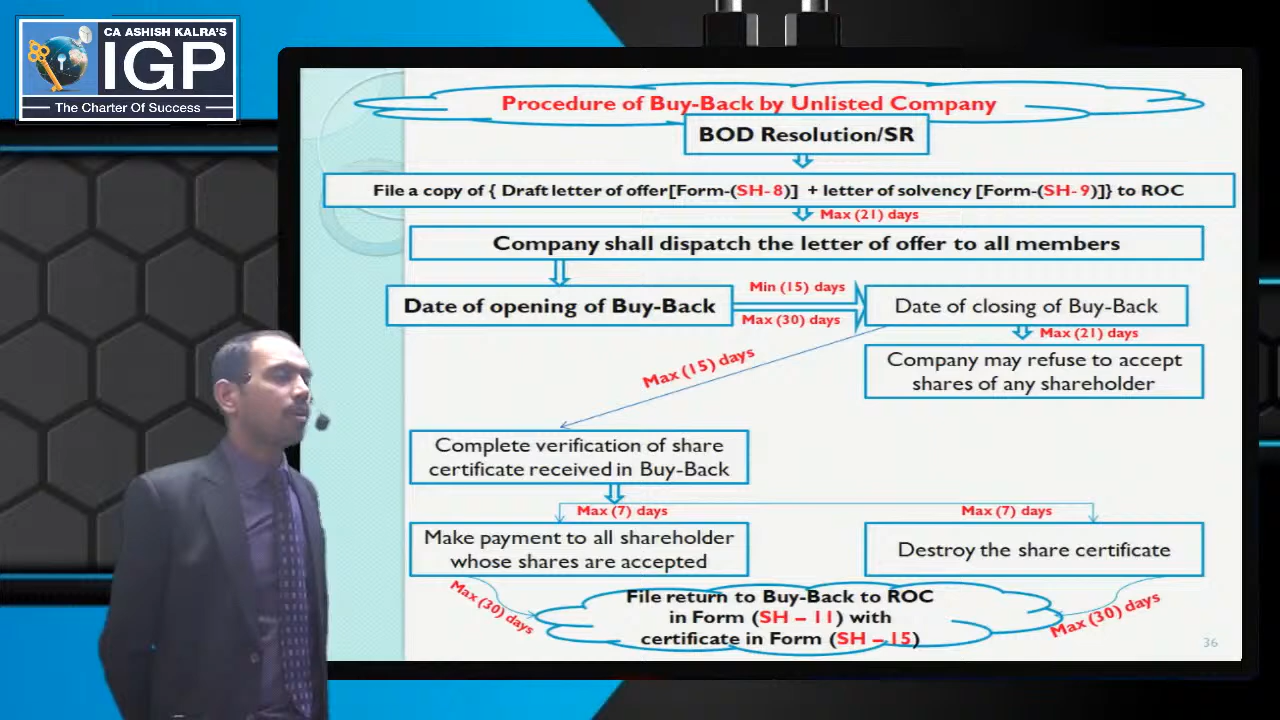 CA ASHISH KALRA'S
IGP
The Charter Of Success
Procedure of Buy-Back by Unlisted Company
BOD Resolution/SR
File a copy of { Draft letter of offer[Form-(SH- 8)] + letter of solvency [Form-(SH- 9)]} to ROC
Max (21) days
Company shall dispatch the letter of offer to all members
Date of opening of Buy-Back
Min (15) days
Max (30) days
Date of closing of Buy-Back
Max (21) days
Company may refuse to accept
shares of any shareholder
Max (15) days
Complete verification of share
certificate received in Buy-Back
Max (7) days
Max (7) days
Make payment to all shareholder
whose shares are accepted
Destroy the share certificate
Max (30) days
File return to Buy-Back to ROC
in Form (SH – 11) with
certificate in Form (SH – 15)
Max (30) days
36